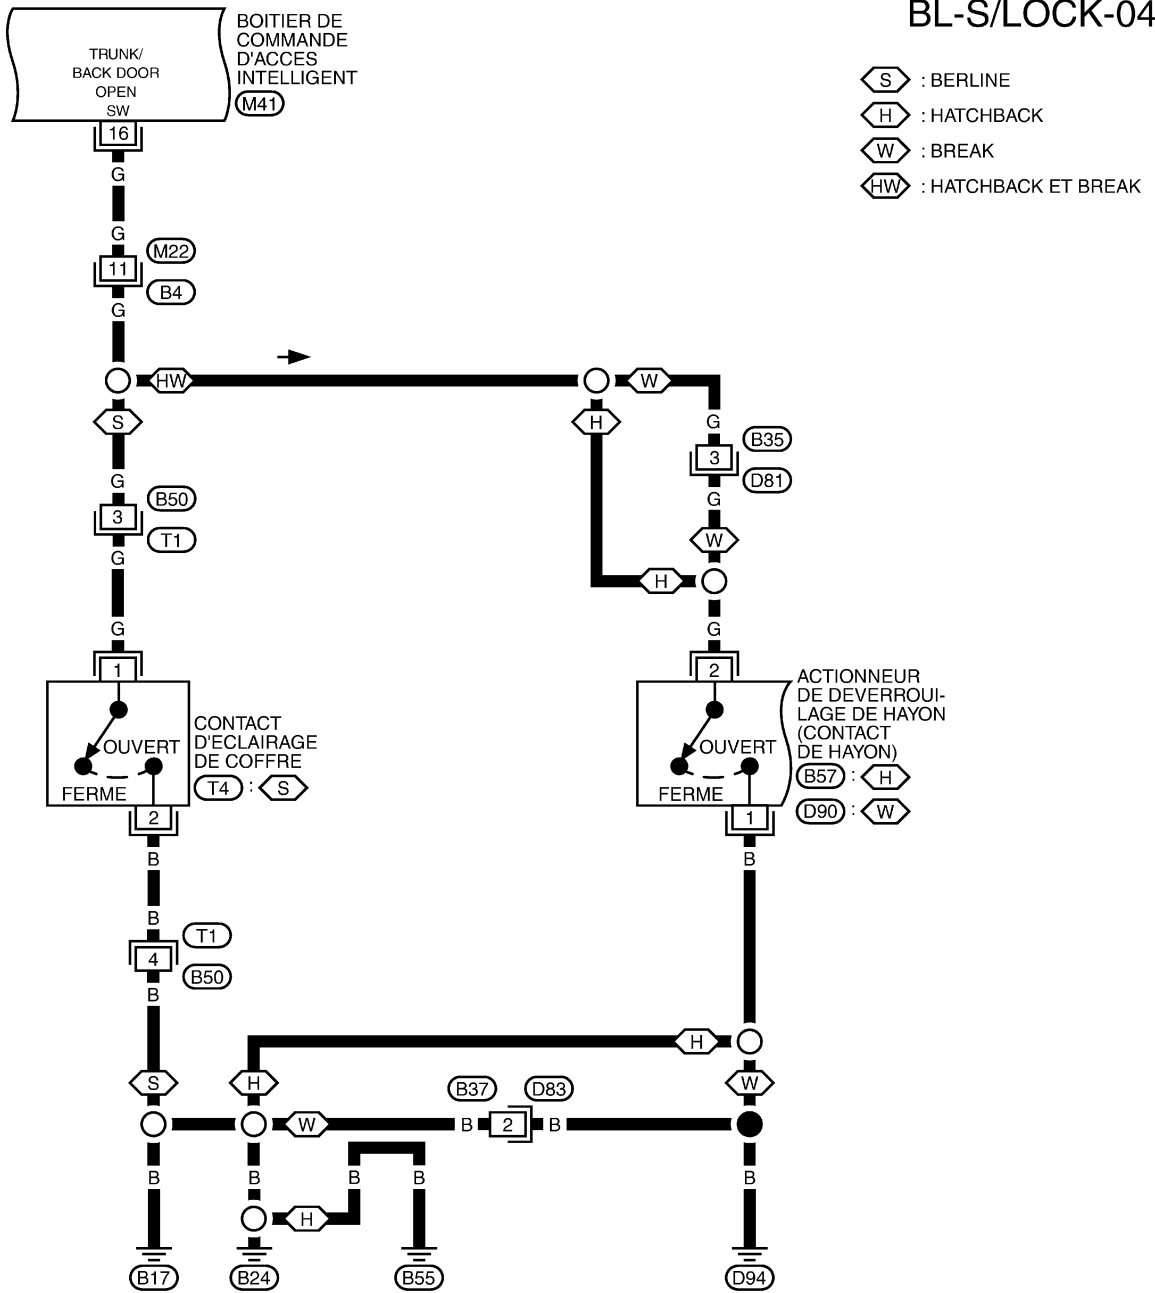 BL-S/LOCK-04
BOITIER DE
COMMANDE
D'ACCES
INTELLIGENT
M41
TRUNK/
BACK DOOR
OPEN
SW
16
S : BERLINE
H : HATCHBACK
W : BREAK
HW : HATCHBACK ET BREAK
G
G
M22
11
B4
G
HW
W
S
H
G
B35
3
D81
G
G
B50
3
T1
W
G
H
G
G
1
2
OUVERT
FERME
CONTACT
D'ECLAIRAGE
DE COFFRE
T4 : S
2
OUVERT
FERME
ACTIONNEUR
DE DEVERROUI-
LAGE DE HAYON
(CONTACT
DE HAYON)
B57 : H
D90 : W
1
B
B
B
T1
4
B50
B
H
S
H
W
B37
D83
W
B
2
B
B
B
B
B
B
H
B17
B24
B55
D94